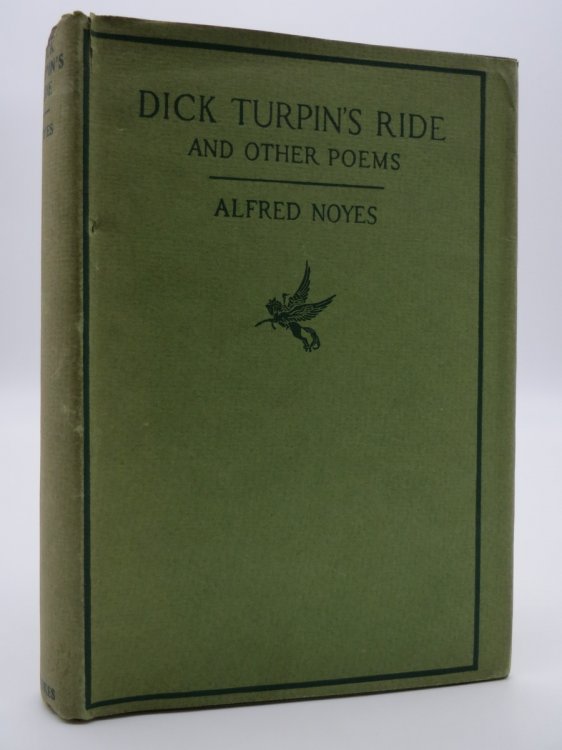 DICK TURPIN'S RIDE
AND OTHER POEMS
ALFRED NOYES